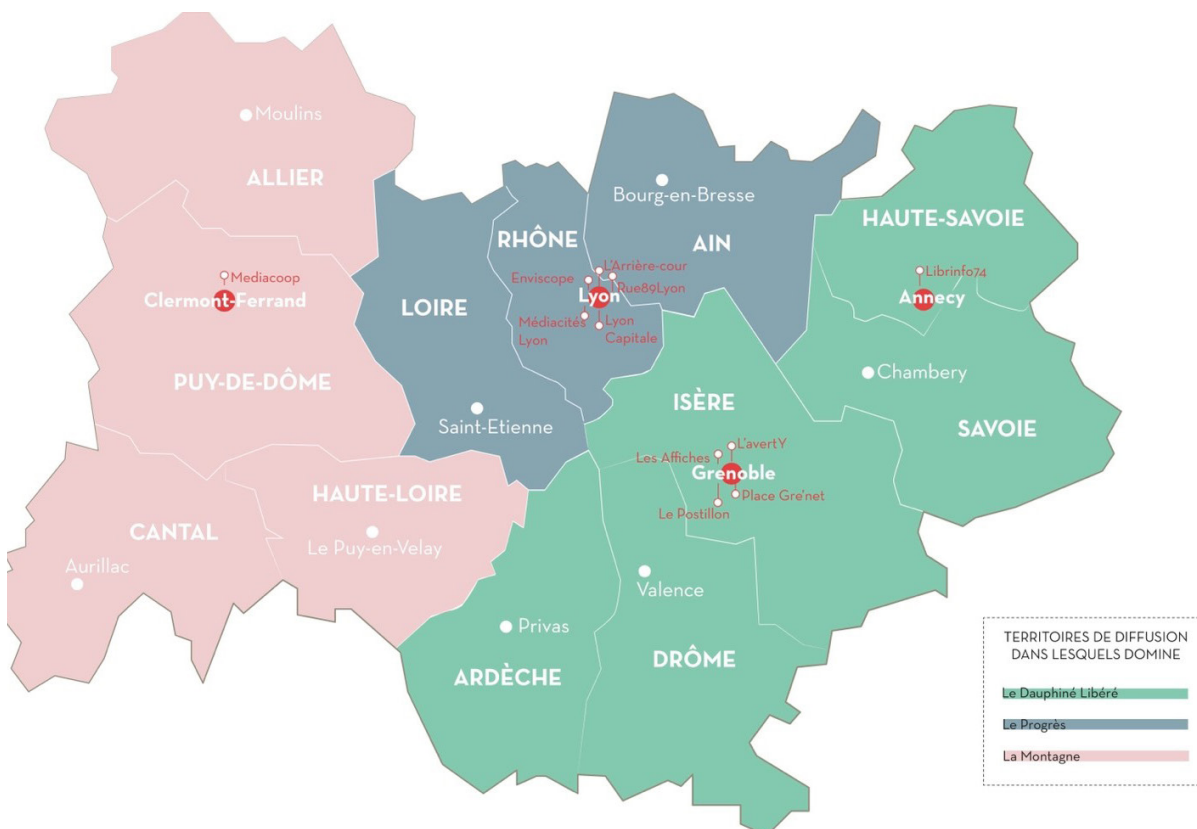 Moulins
ALLIER
Mediacoop
Clermont-Ferrand
PUY-DE-DÔME
CANTAL
Aurillac
HAUTE-LOIRE
Le Puy-en-Velay
LOIRE
Saint-Etienne
RHÔNE
Enviscope
L'Arrière-cour
Rue89Lyon
Lyon
Médiacités
Lyon
Lyon
Capitale
Bourg-en-Bresse
AIN
HAUTE-SAVOIE
Librinfo74
Annecy
Chambery
SAVOIE
ISÈRE
L'avertY
Les Affiches
Grenoble
Place Gre'net
Le Postillon
Valence
DRÔME
Privas
ARDÈCHE
TERRITOIRES DE DIFFUSION
DANS LESQUELS DOMINE
Le Dauphiné Libéré
Le Progrès
La Montagne